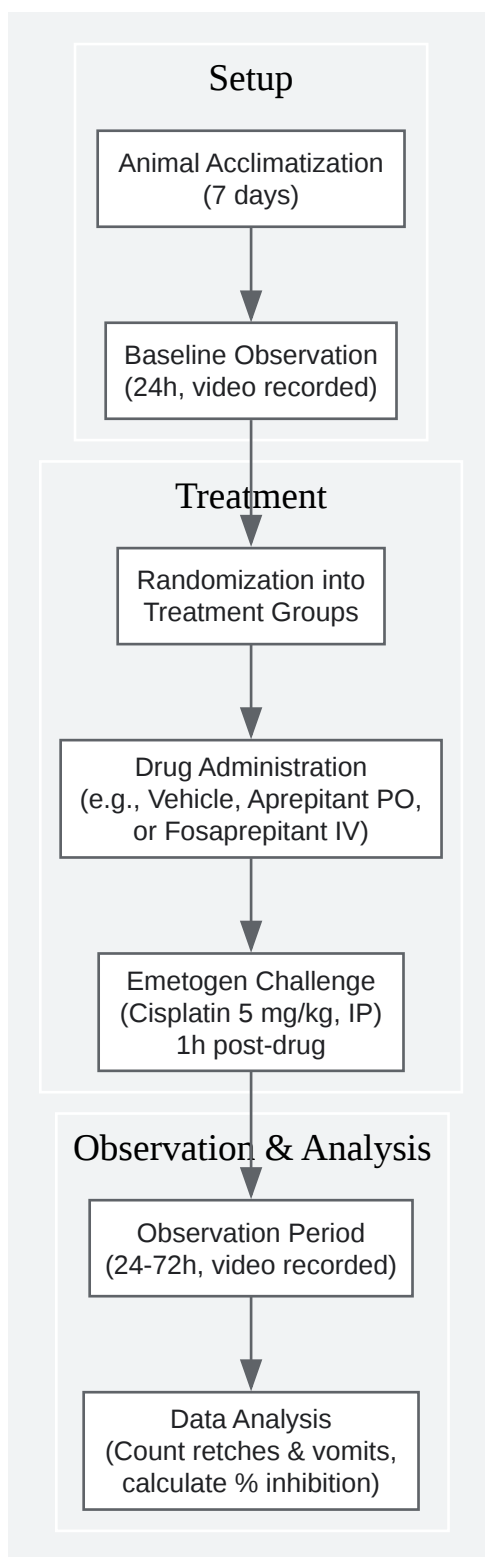 Setup
Animal Acclimatization
(7 days)
Baseline Observation
(24h, video recorded)
Treatment
Randomization into
Treatment Groups
Drug Administration
(e.g., Vehicle, Aprepitant PO,
or Fosaprepitant IV)
Emetogen Challenge
(Cisplatin 5 mg/kg, IP)
1h post-drug
Observation & Analysis
Observation Period
(24-72h, video recorded)
Data Analysis
(Count retches & vomits,
calculate % inhibition)